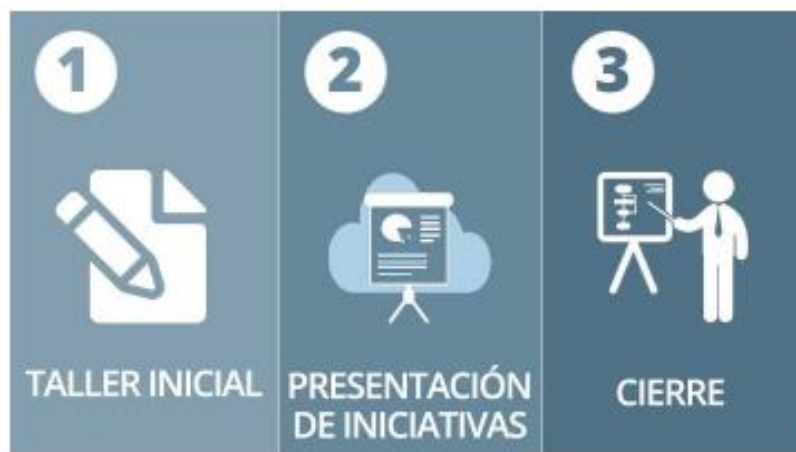 1
TALLER INICIAL
2
PRESENTACIÓN
DE INICIATIVAS
3
CIERRE